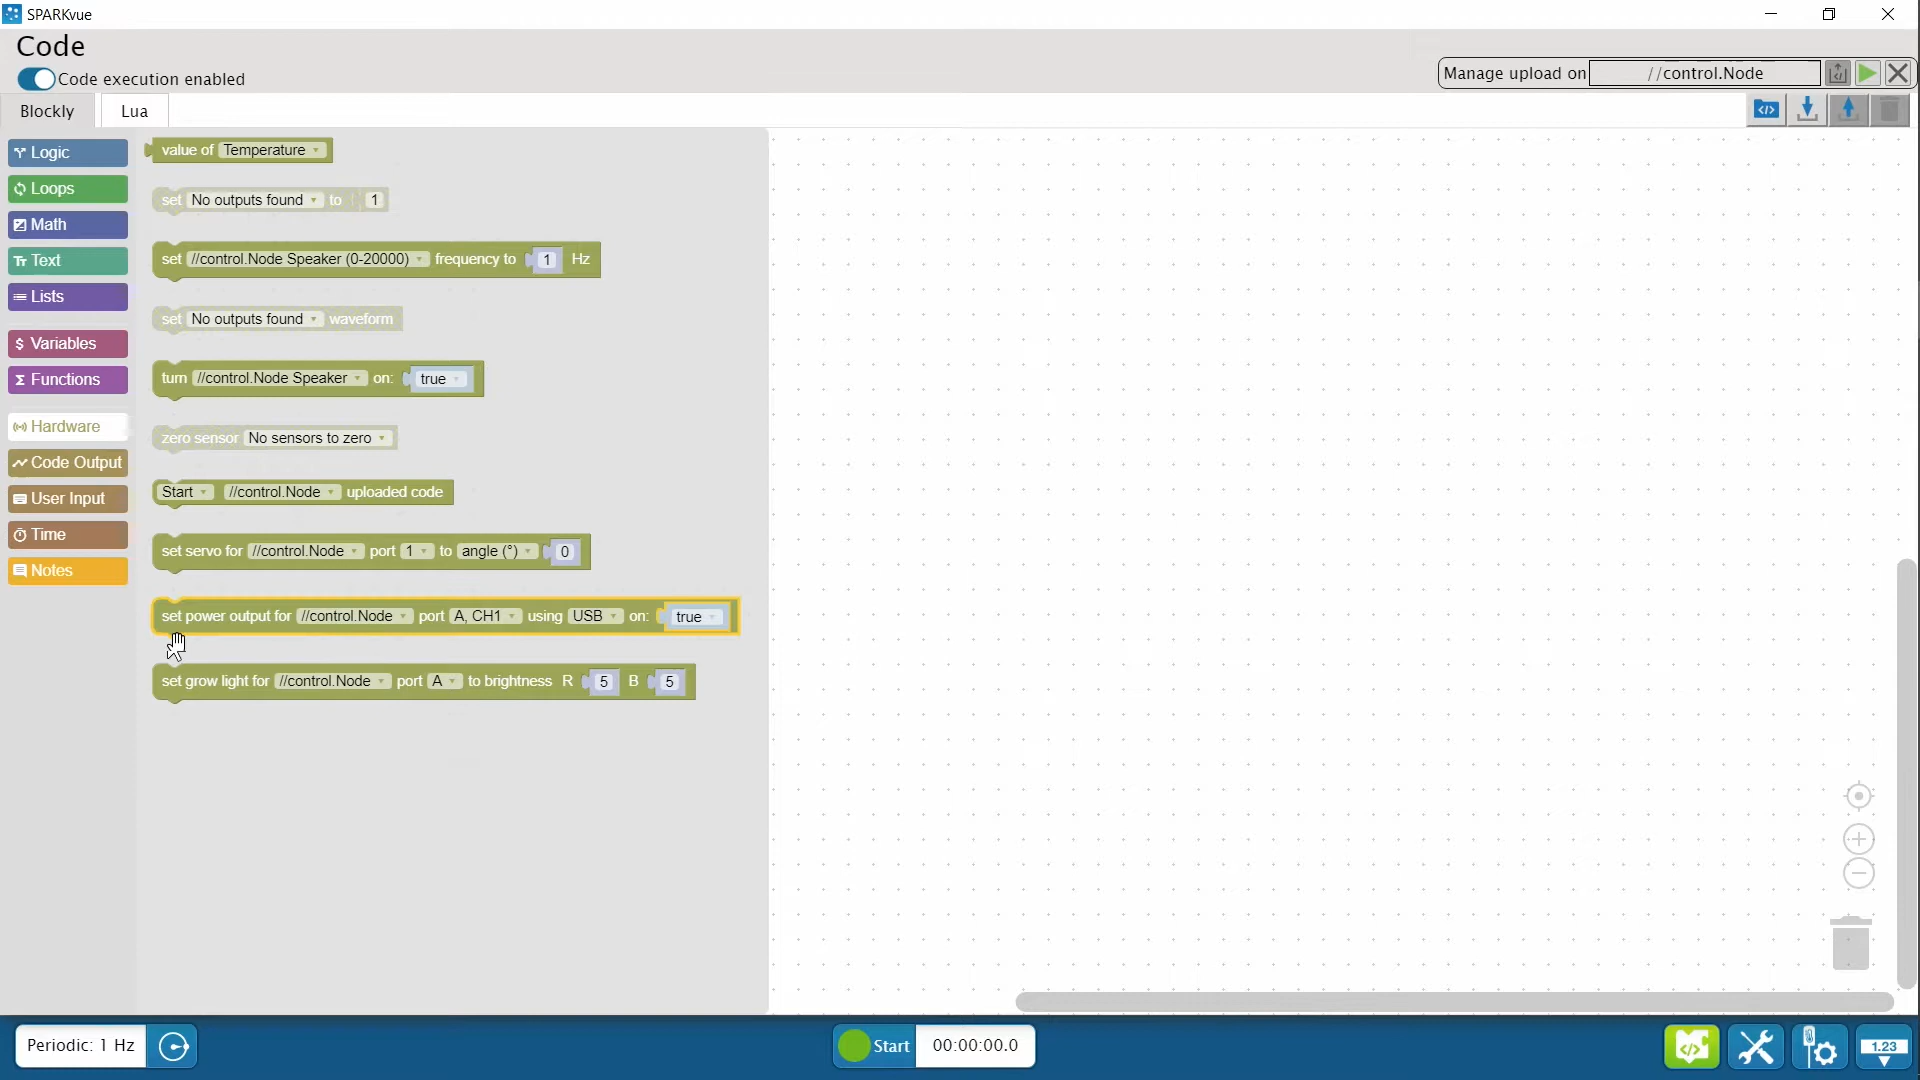 SPARKvue
Code
Code execution enabled
Manage upload on //control.Node
Blockly Lua
Logic
Loops
Math
Text
Lists
Variables
Functions
Hardware
Code Output
User Input
Time
Notes
value of Temperature
set No outputs found to 1
set //control.Node Speaker (0-20000) frequency to 1 Hz
set No outputs found waveform
turn //control.Node Speaker on: true
zero sensor No sensors to zero
Start //control.Node uploaded code
set servo for //control.Node port 1 to angle (°) 0
set power output for //control.Node port A, CH1 using USB on: true
set grow light for //control.Node port A to brightness R 5 B 5
Periodic: 1 Hz
Start 00:00:00.0
1.23